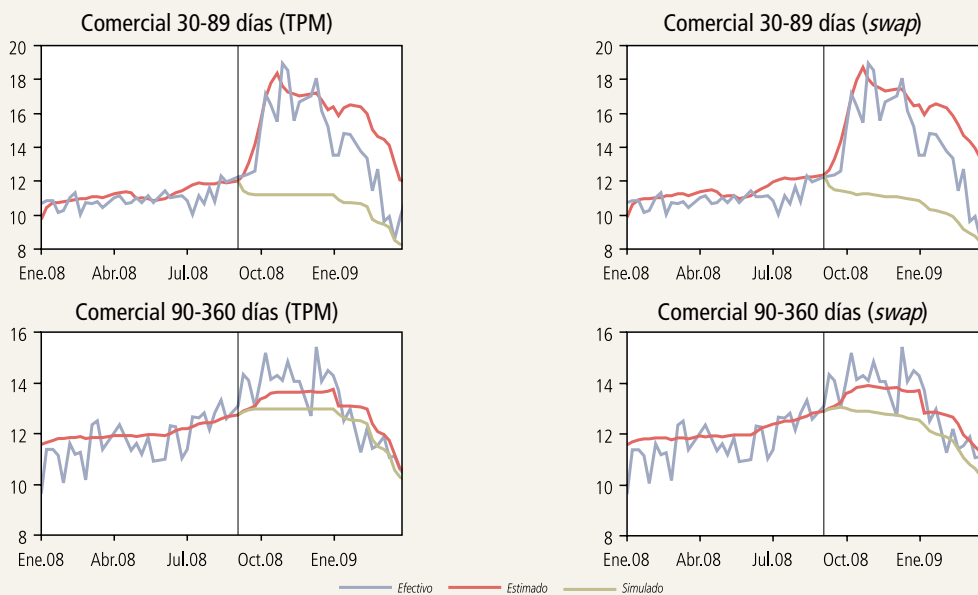 Comercial 30-89 días (TPM)
20
18
16
14
12
10
8
Ene.08 Abr.08 Jul.08 Oct.08 Ene.09
Comercial 30-89 días (swap)
20
18
16
14
12
10
8
Ene.08 Abr.08 Jul.08 Oct.08 Ene.09
Comercial 90-360 días (TPM)
16
14
12
10
8
Ene.08 Abr.08 Jul.08 Oct.08 Ene.09
Comercial 90-360 días (swap)
16
14
12
10
8
Ene.08 Abr.08 Jul.08 Oct.08 Ene.09
Efectivo Estimado Simulado